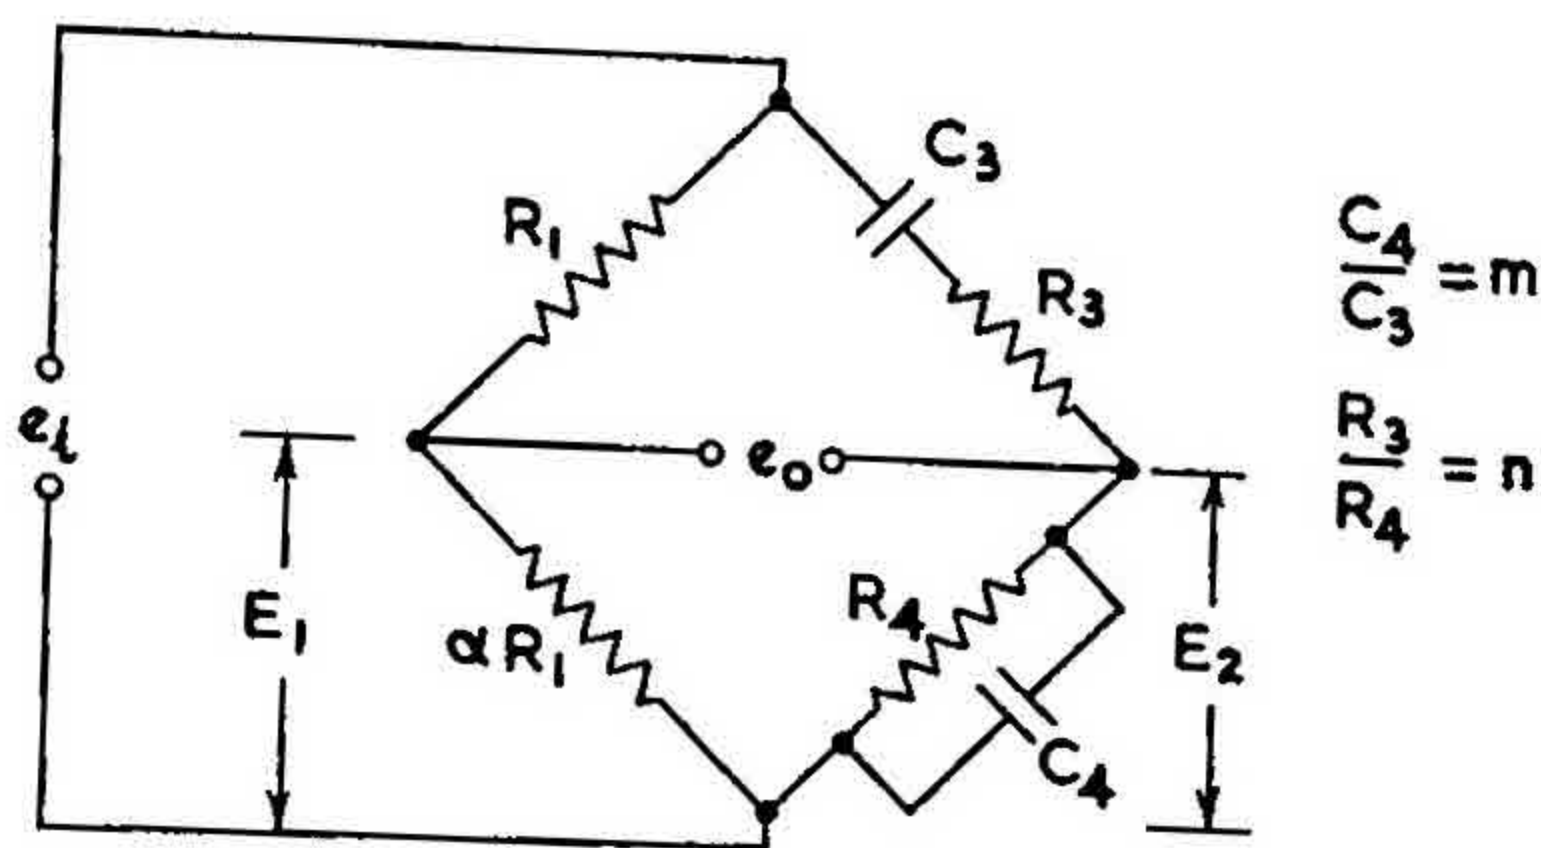 C3
R1
R3
C4/C3 = m
ei
eo
R3/R4 = n
E1
αR1
R4
E2
C4